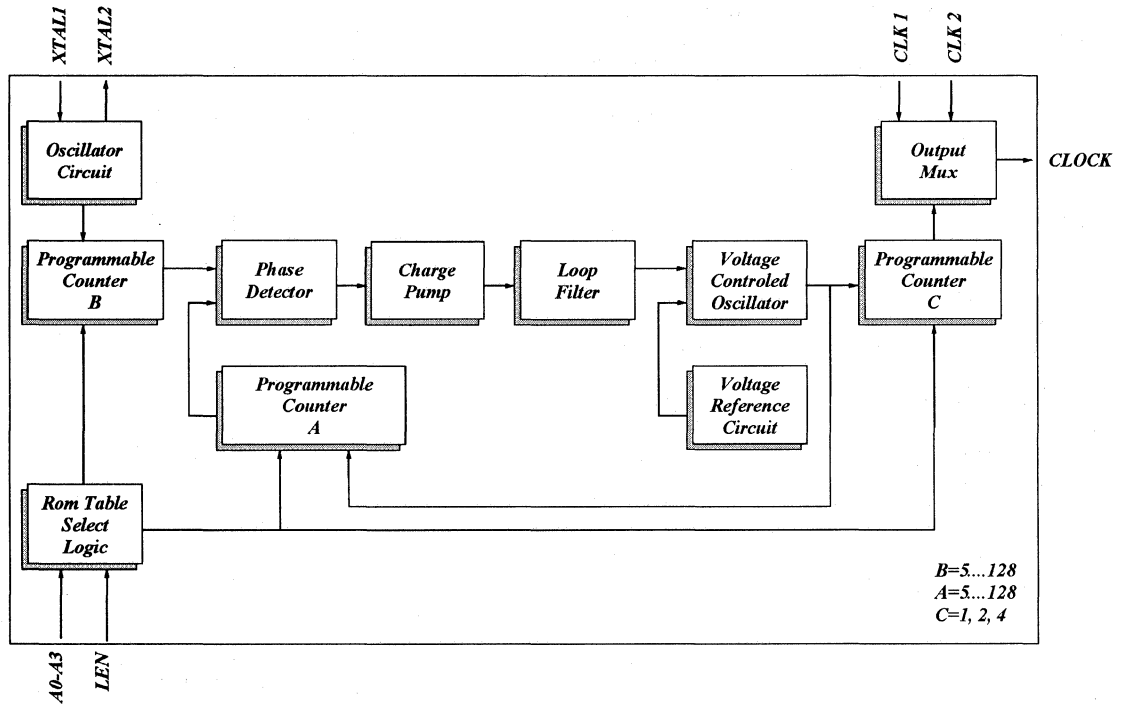 XTAL1
XTAL2
CLK 1
CLK 2
Oscillator
Circuit
Output
Mux
CLOCK
Programmable
Counter
B
Phase
Detector
Charge
Pump
Loop
Filter
Voltage
Controled
Oscillator
Programmable
Counter
C
Programmable
Counter
A
Voltage
Reference
Circuit
Rom Table
Select
Logic
B=5....128
A=5....128
C=1, 2, 4
A0-A3
LEN